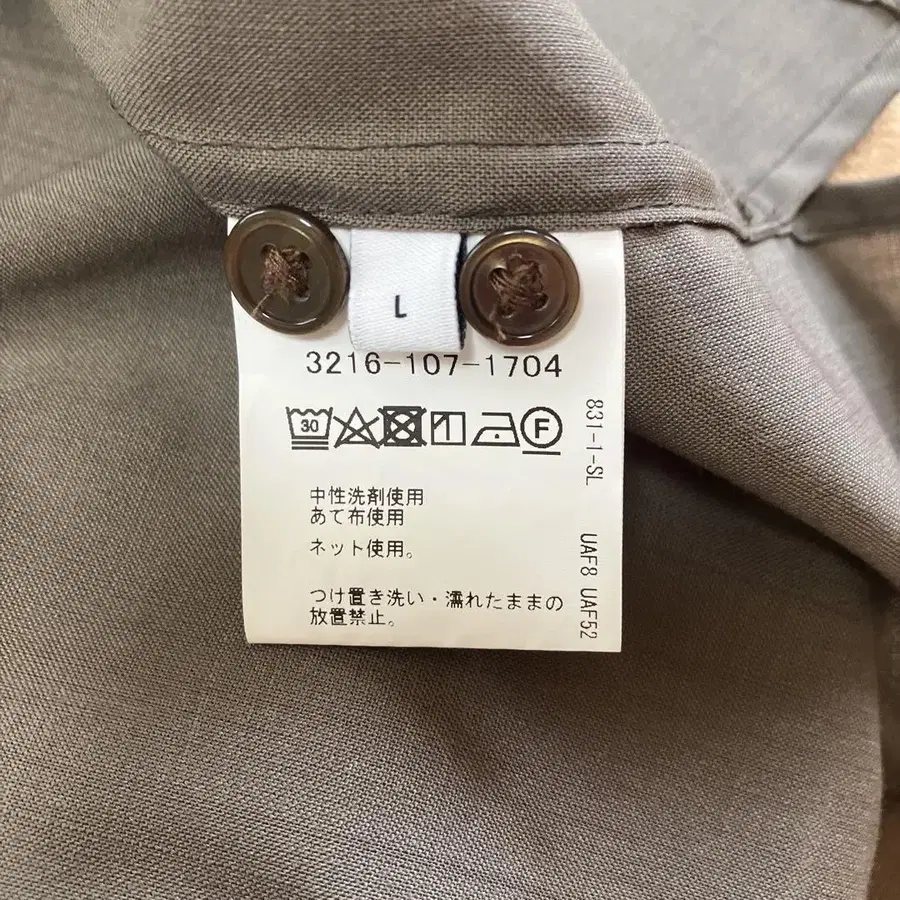 L
3216-107-1704
30
F
中性洗剤使用
あて布使用
ネット使用。
つけ置き洗い・濡れたままの
放置禁止。
831-1-SL UAF8 UAF52